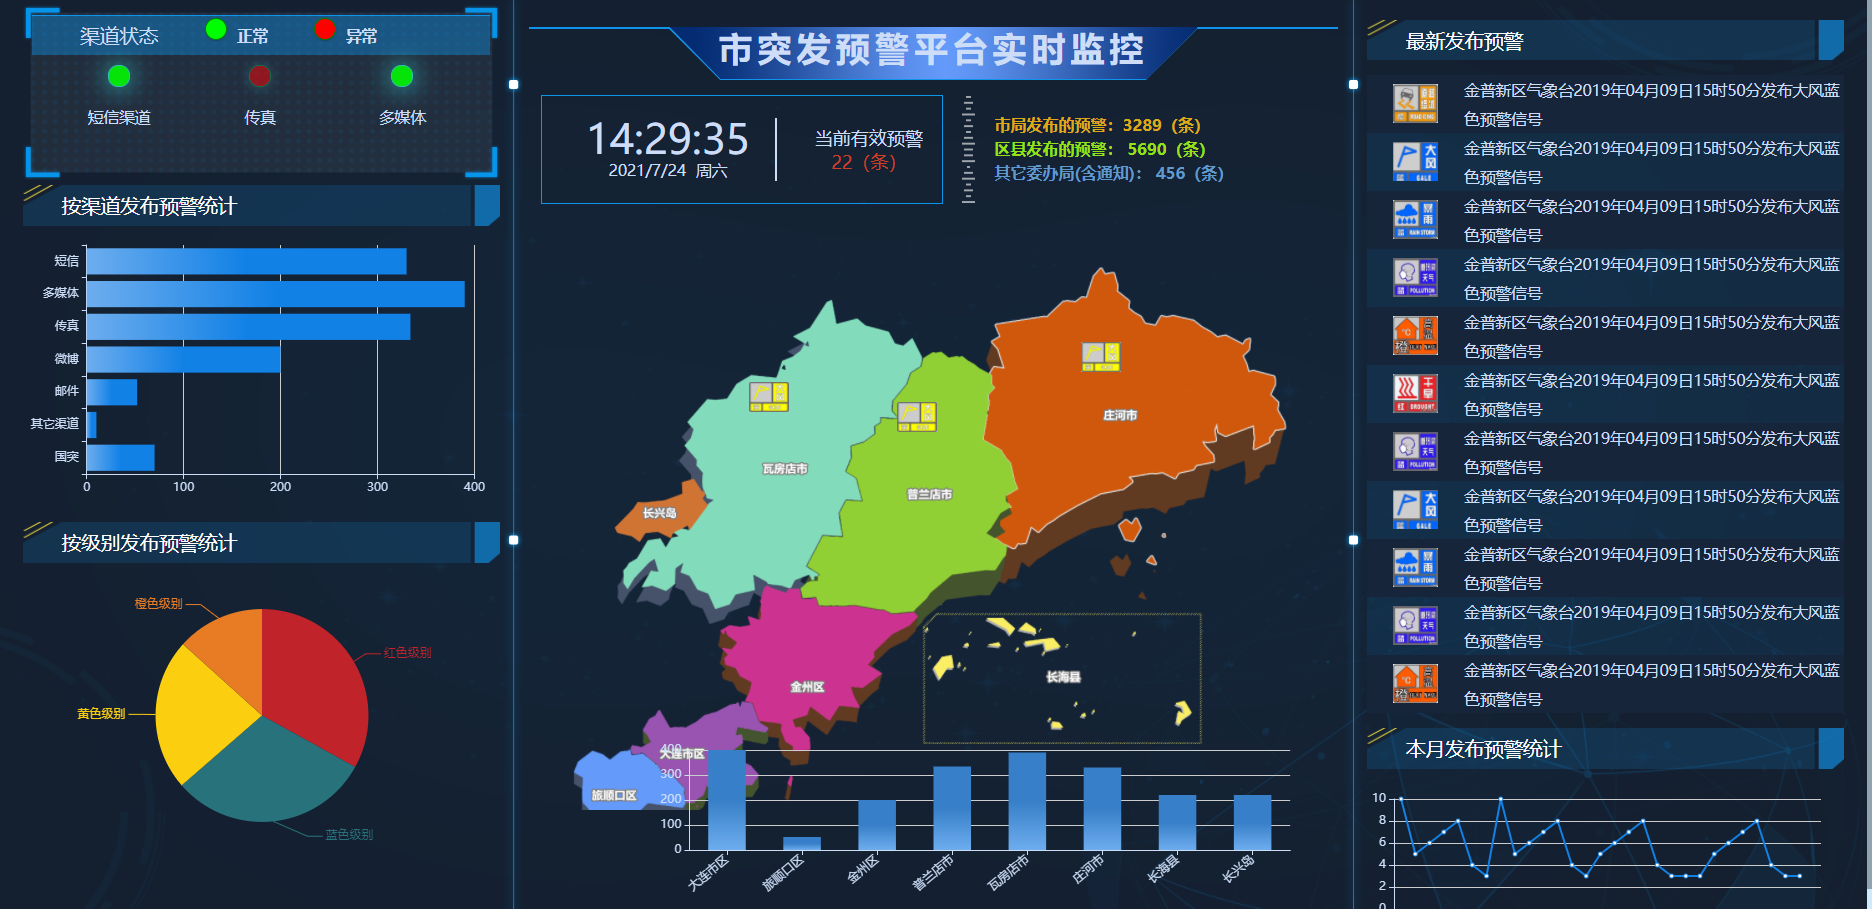 渠道状态
正常
异常
短信渠道
传真
多媒体
按渠道发布预警统计
短信
多媒体
传真
微博
邮件
其它渠道
国突
0
100
200
300
400
按级别发布预警统计
橙色级别
红色级别
黄色级别
蓝色级别
市突发预警平台实时监控
14:29:35
2021/7/24 周六
当前有效预警
22（条）
市局发布的预警：3289（条）
区县发布的预警： 5690（条）
其它委办局(含通知)： 456（条）
庄河市
瓦房店市
普兰店市
长兴岛
金州区
长海县
大连市区
旅顺口区
400
300
200
100
0
大连市区
旅顺口区
金州区
普兰店市
瓦房店市
庄河市
长海县
长兴岛
最新发布预警
金普新区气象台2019年04月09日15时50分发布大风蓝
色预警信号
大风
GALE
金普新区气象台2019年04月09日15时50分发布大风蓝
色预警信号
暴雨
RAIN STORM
金普新区气象台2019年04月09日15时50分发布大风蓝
色预警信号
POLLUTION
金普新区气象台2019年04月09日15时50分发布大风蓝
色预警信号
℃
橙
金普新区气象台2019年04月09日15时50分发布大风蓝
色预警信号
干旱
红 DROUGHT
金普新区气象台2019年04月09日15时50分发布大风蓝
色预警信号
POLLUTION
金普新区气象台2019年04月09日15时50分发布大风蓝
色预警信号
大风
GALE
金普新区气象台2019年04月09日15时50分发布大风蓝
色预警信号
暴雨
RAIN STORM
金普新区气象台2019年04月09日15时50分发布大风蓝
色预警信号
POLLUTION
金普新区气象台2019年04月09日15时50分发布大风蓝
色预警信号
℃
橙
金普新区气象台2019年04月09日15时50分发布大风蓝
色预警信号
本月发布预警统计
10
8
6
4
2
0